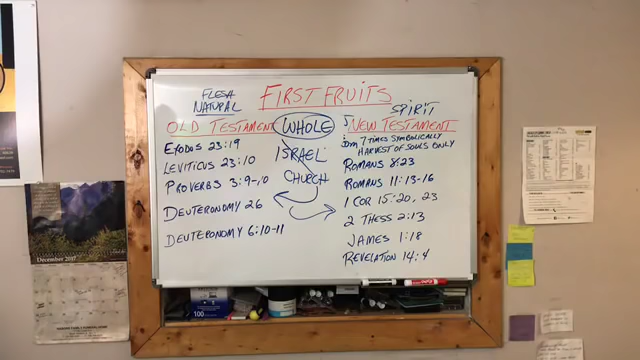 FIRST FRUITS
FLESH
NATURAL
SPIRIT
OLD TESTAMENT
WHOLE
NEW TESTAMENT
EXODUS 23:19
LEVITICUS 23:10
PROVERBS 3:9-10
DEUTERONOMY 26
DEUTERONOMY 6:10-11
ISRAEL
CHURCH
7 TIMES SYMBOLICALLY
HARVEST OF SOULS ONLY
ROMANS 8:23
ROMANS 11:13-16
1 COR 15:20, 23
2 THESS 2:13
JAMES 1:18
REVELATION 14:4
December 2017
100